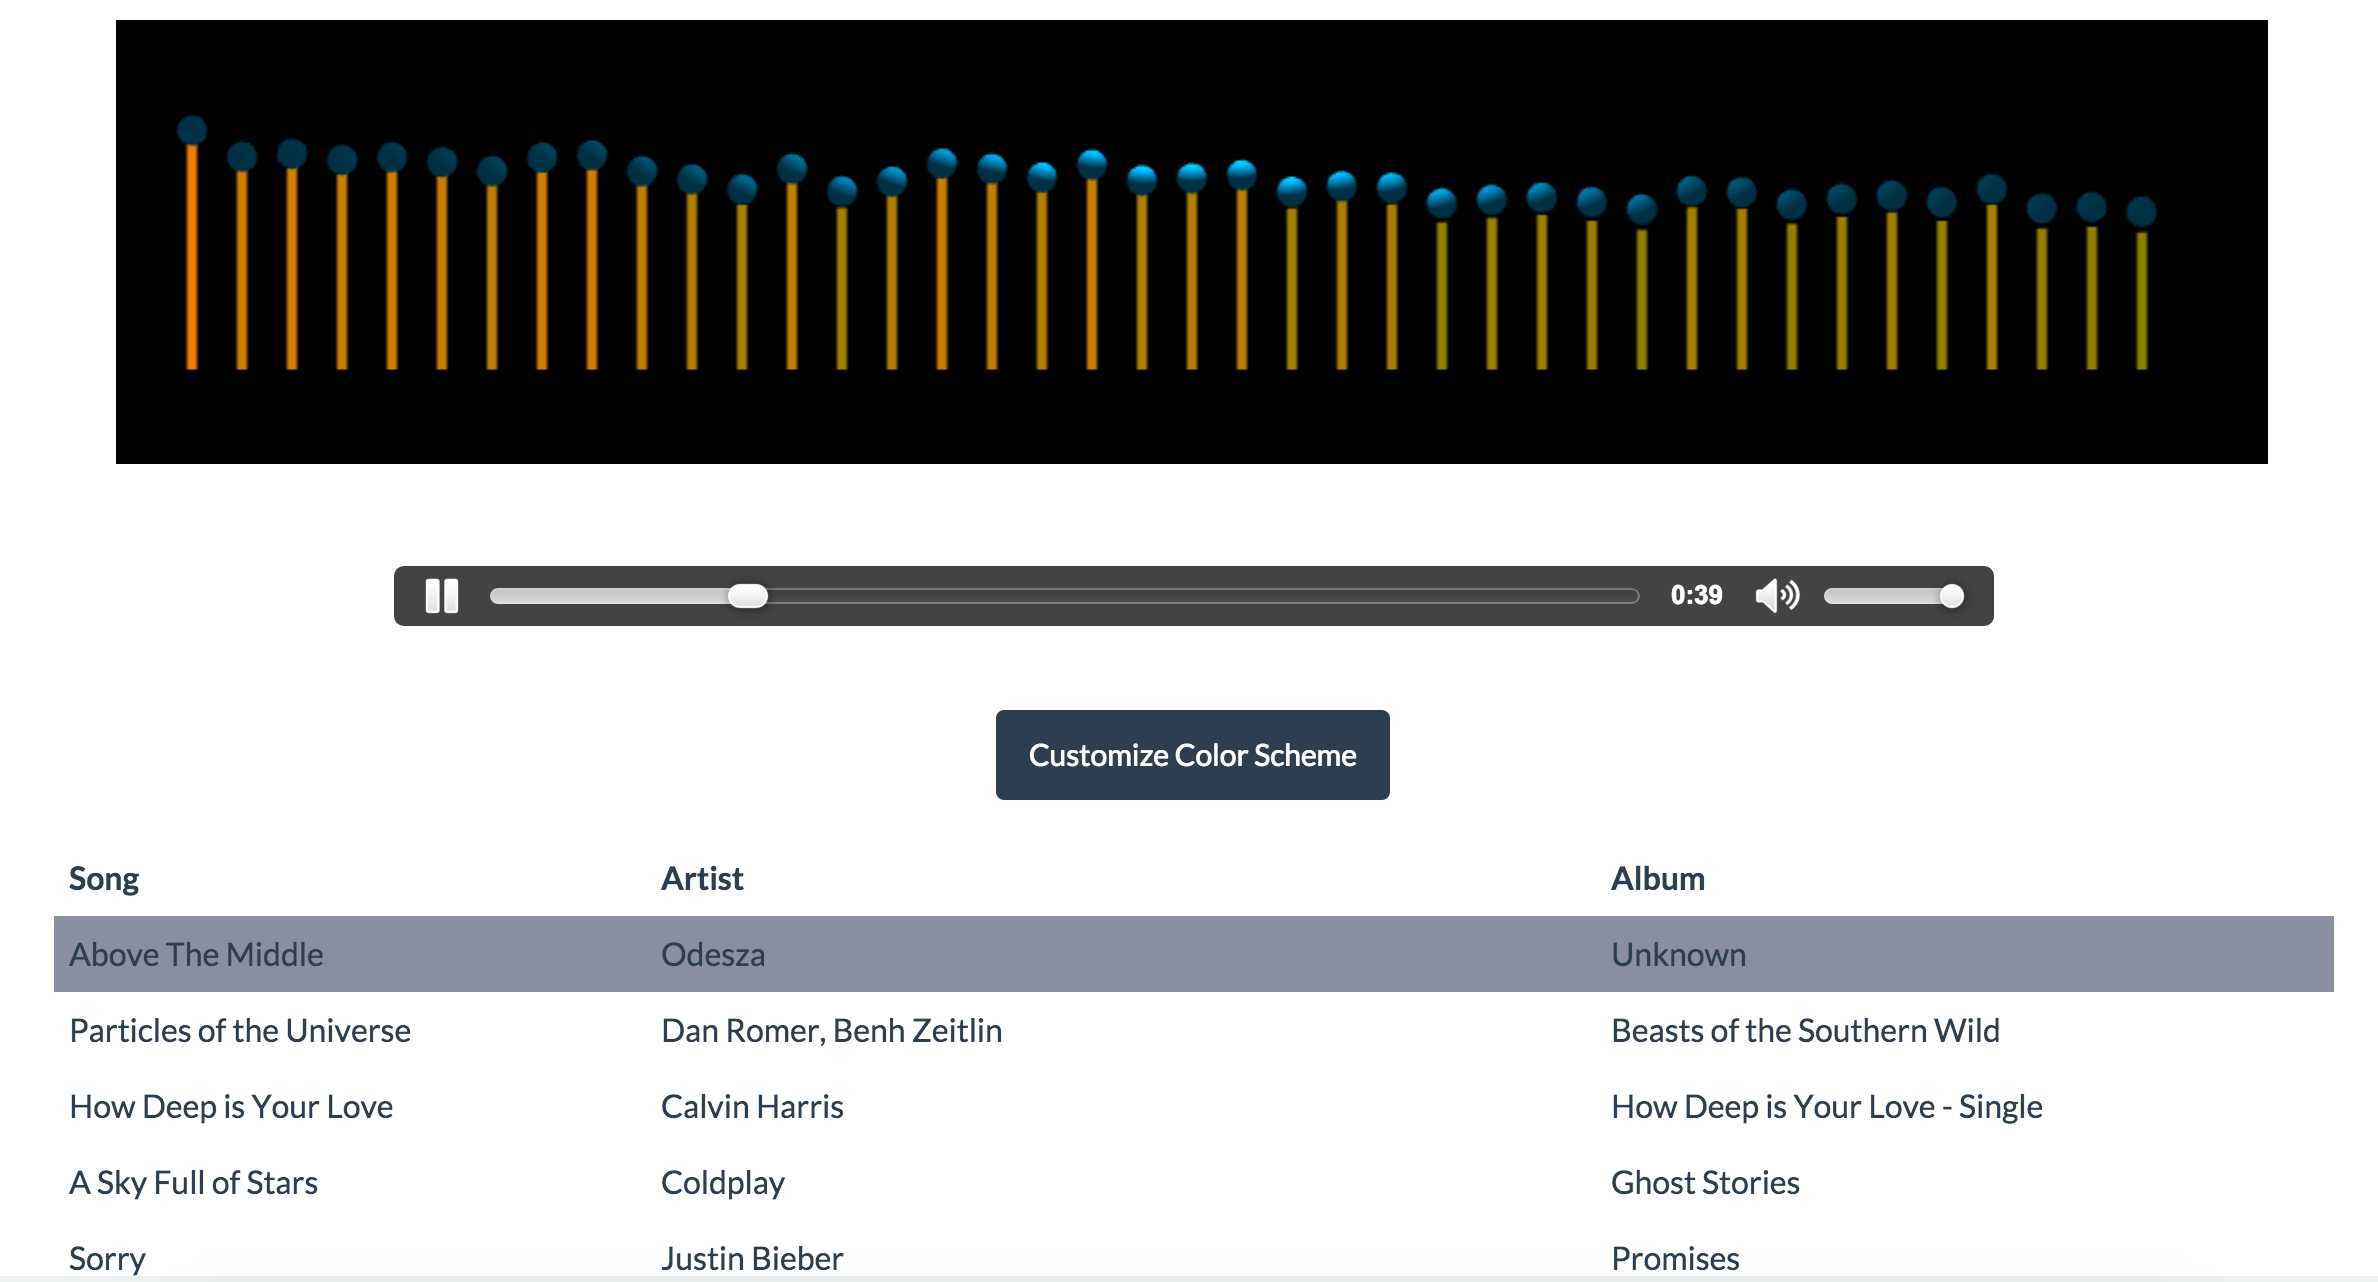 0:39
Customize Color Scheme
Song Artist Album
Above The Middle Odesza Unknown
Particles of the Universe Dan Romer, Benh Zeitlin Beasts of the Southern Wild
How Deep is Your Love Calvin Harris How Deep is Your Love - Single
A Sky Full of Stars Coldplay Ghost Stories
Sorry Justin Bieber Promises